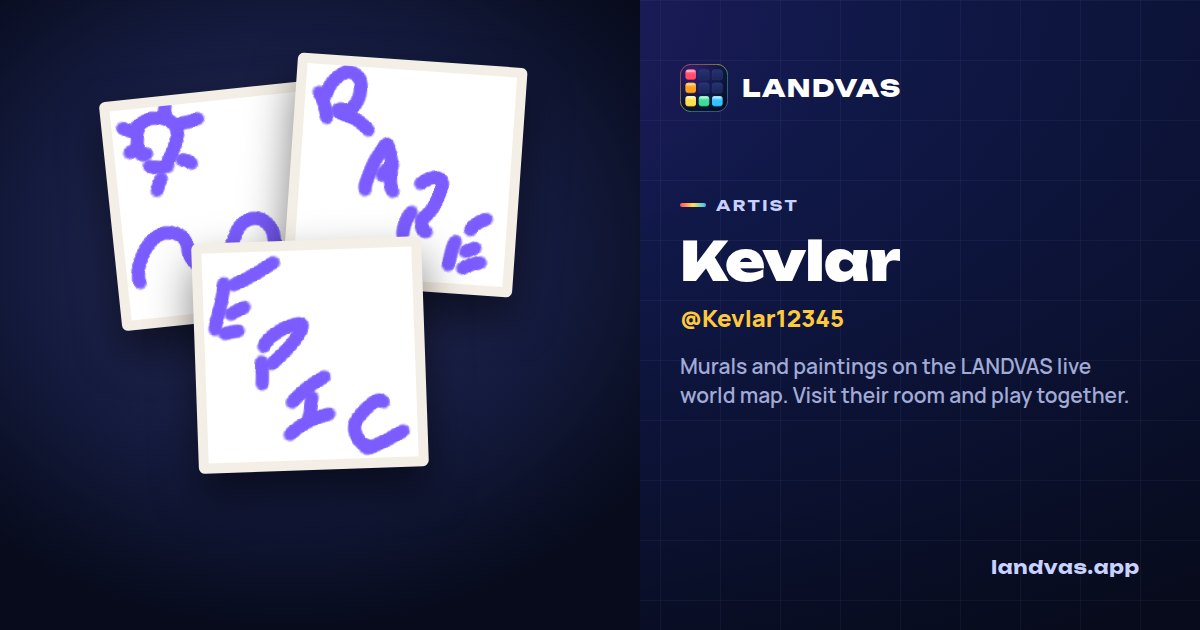 RARE
EPIC
LANDVAS
ARTIST
Kevlar
@Kevlar12345
Murals and paintings on the LANDVAS live
world map. Visit their room and play together.
landvas.app